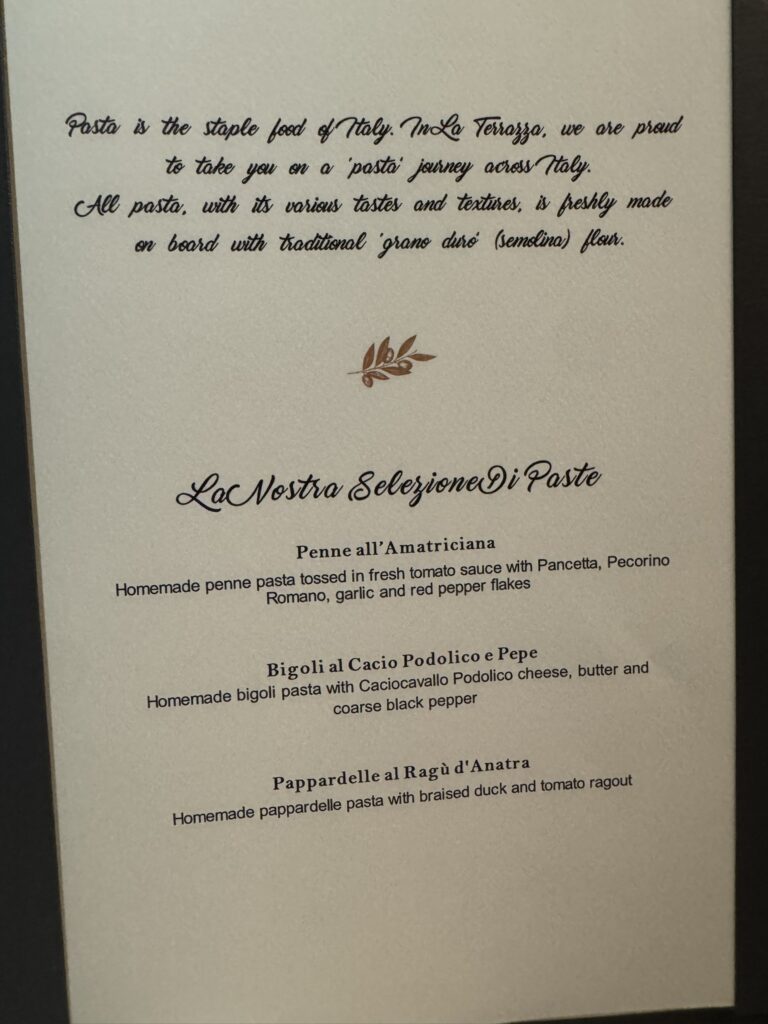 Pasta is the staple food of Italy. In La Terrazza, we are proud
to take you on a 'pasta' journey across Italy.
All pasta, with its various tastes and textures, is freshly made
on board with traditional 'grano duro' (semolina) flour.
La Nostra Selezione Di Paste
Penne all'Amatriciana
Homemade penne pasta tossed in fresh tomato sauce with Pancetta, Pecorino
Romano, garlic and red pepper flakes
Bigoli al Cacio Podolico e Pepe
Homemade bigoli pasta with Caciocavallo Podolico cheese, butter and
coarse black pepper
Pappardelle al Ragù d'Anatra
Homemade pappardelle pasta with braised duck and tomato ragout